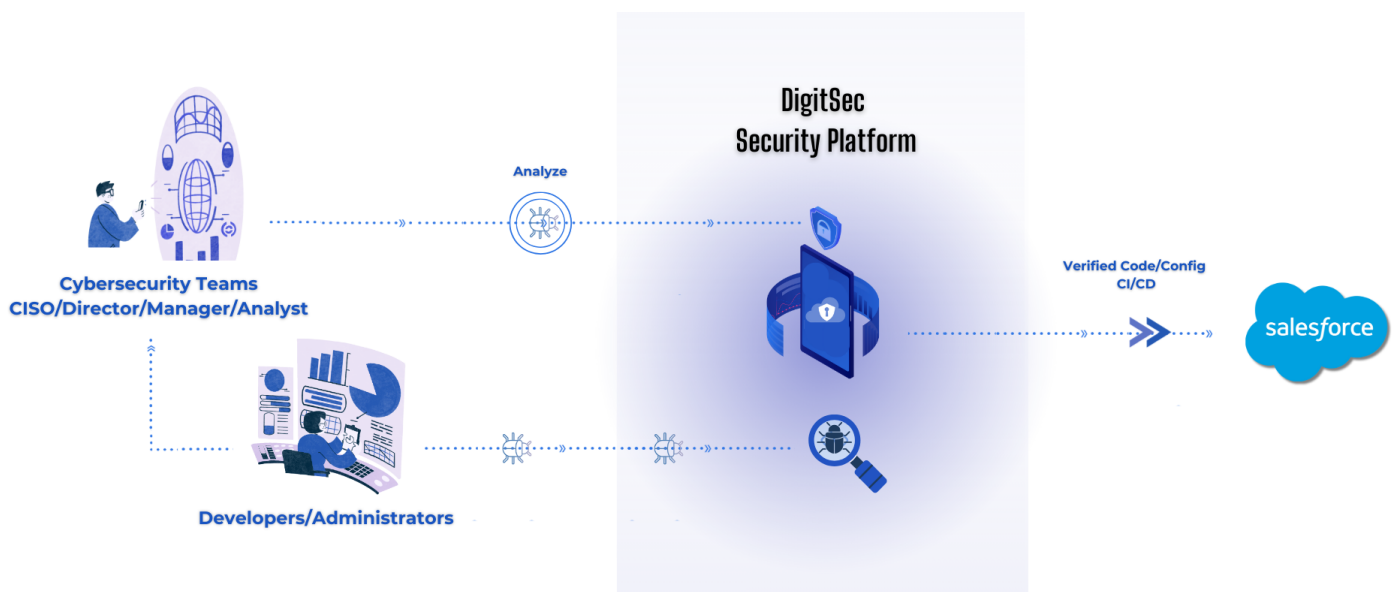 DigitSec
Security Platform
Analyze
Cybersecurity Teams
CISO/Director/Manager/Analyst
Verified Code/Config
CI/CD
salesforce
Developers/Administrators